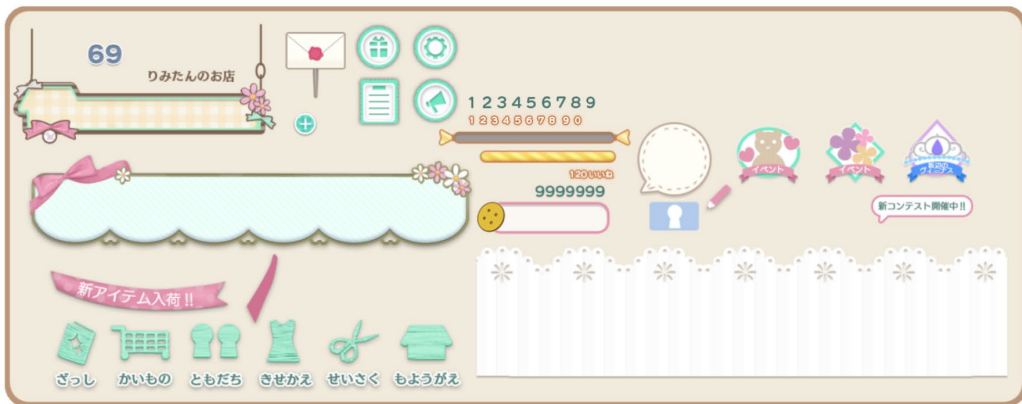 69
りみたんのお店
1 2 3 4 5 6 7 8 9
1 2 3 4 5 6 7 8 9 0
120いいね
9999999
イベント
イベント
新コンテスト開催中!!
新アイテム入荷!!
ざっし
かいもの
ともだち
きせかえ
せいさく
もようがえ